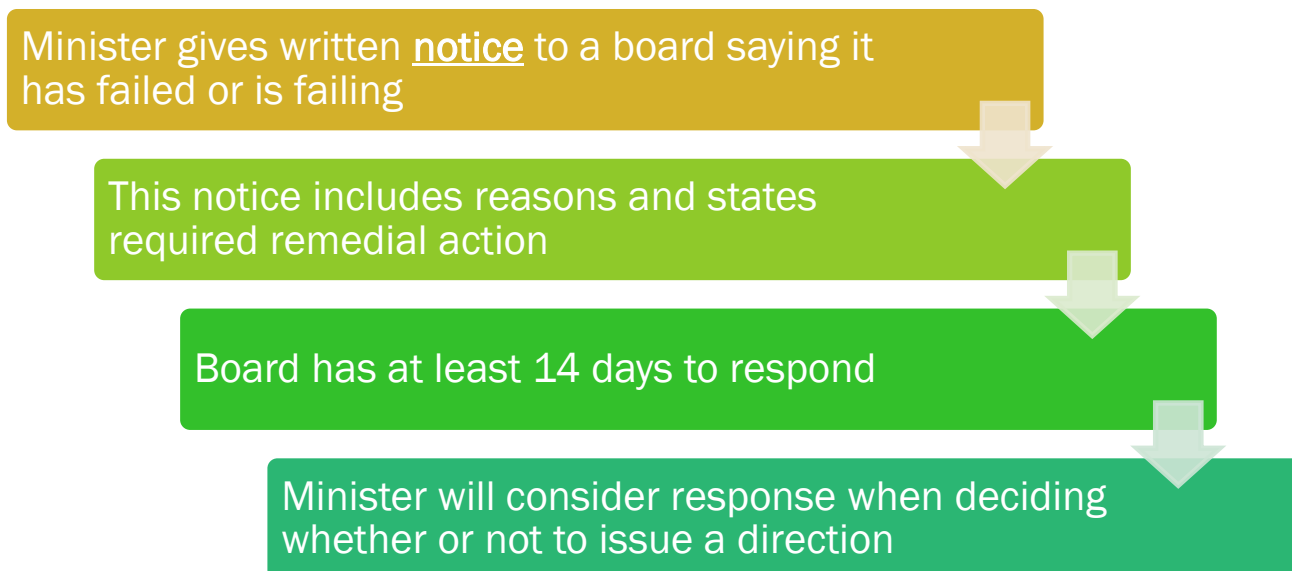 Minister gives written notice to a board saying it
has failed or is failing
This notice includes reasons and states
required remedial action
Board has at least 14 days to respond
Minister will consider response when deciding
whether or not to issue a direction